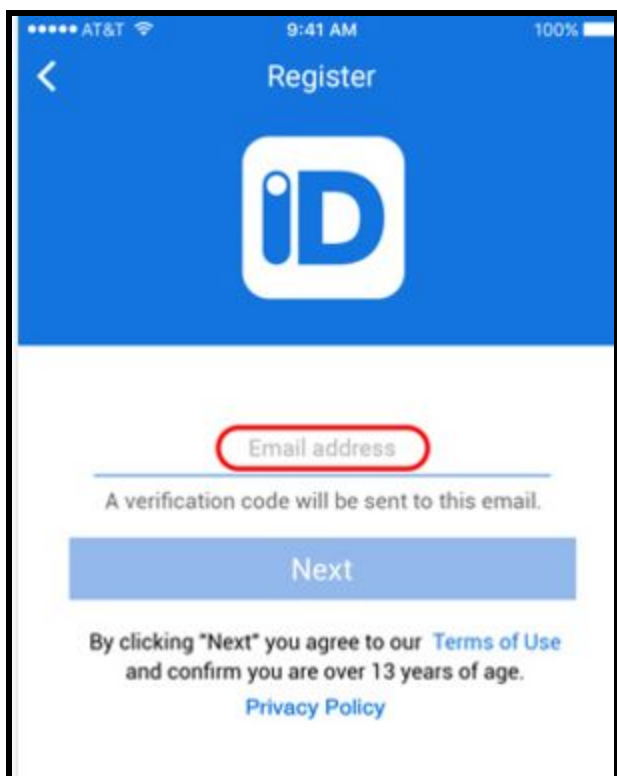 AT&T 9:41 AM 100%
Register
iD
Email address
A verification code will be sent to this email.
Next
By clicking "Next" you agree to our Terms of Use
and confirm you are over 13 years of age.
Privacy Policy